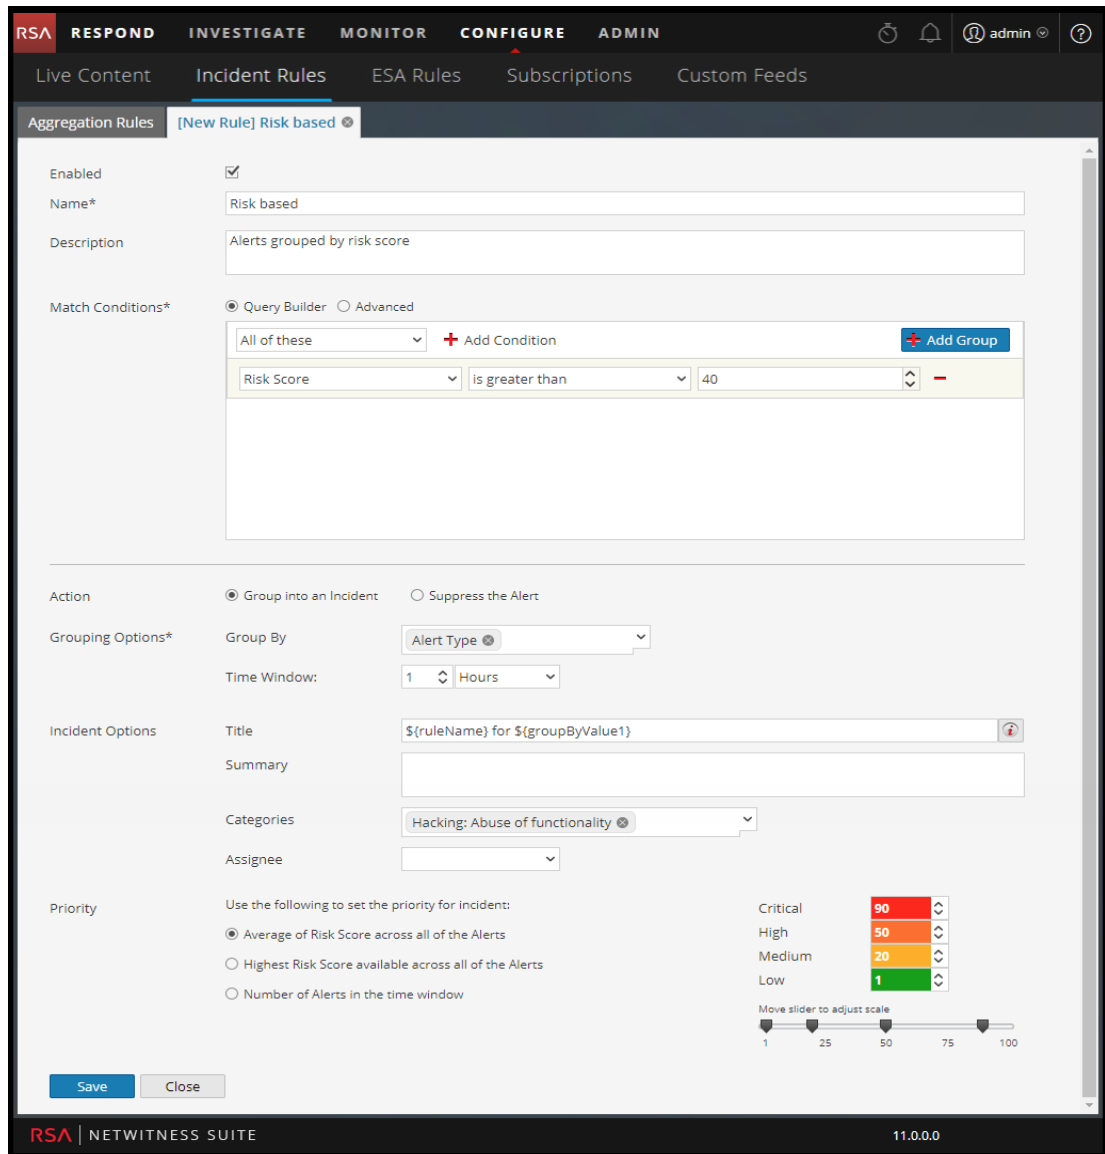 RSA RESPOND INVESTIGATE MONITOR CONFIGURE ADMIN admin ?
Live Content Incident Rules ESA Rules Subscriptions Custom Feeds
Aggregation Rules [New Rule] Risk based
Enabled
Name* Risk based
Description Alerts grouped by risk score
Match Conditions* Query Builder Advanced
All of these Add Condition Add Group
Risk Score is greater than 40
Action Group into an Incident Suppress the Alert
Grouping Options* Group By Alert Type
Time Window: 1 Hours
Incident Options Title ${ruleName} for ${groupByValue1} i
Summary
Categories Hacking: Abuse of functionality
Assignee
Priority Use the following to set the priority for incident:
Average of Risk Score across all of the Alerts
Highest Risk Score available across all of the Alerts
Number of Alerts in the time window
Critical 90
High 50
Medium 20
Low 1
Move slider to adjust scale
1 25 50 75 100
Save Close
RSA NETWITNESS SUITE 11.0.0.0